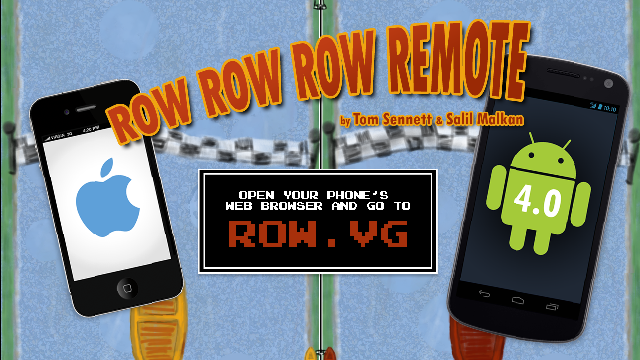 ROW ROW ROW REMOTE
by Tom Sennett & Salil Malkan
OPEN YOUR PHONE'S
WEB BROWSER AND GO TO
ROW.VG
4.0